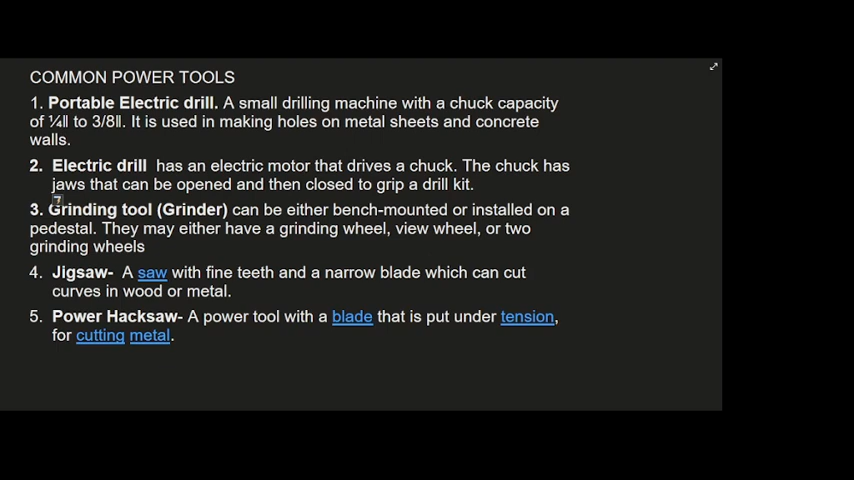 COMMON POWER TOOLS
1. Portable Electric drill. A small drilling machine with a chuck capacity
of ¼ǁ to 3/8ǁ. It is used in making holes on metal sheets and concrete
walls.
2. Electric drill has an electric motor that drives a chuck. The chuck has
jaws that can be opened and then closed to grip a drill kit.
3. Grinding tool (Grinder) can be either bench-mounted or installed on a
pedestal. They may either have a grinding wheel, view wheel, or two
grinding wheels
4. Jigsaw- A saw with fine teeth and a narrow blade which can cut
curves in wood or metal.
5. Power Hacksaw- A power tool with a blade that is put under tension,
for cutting metal.